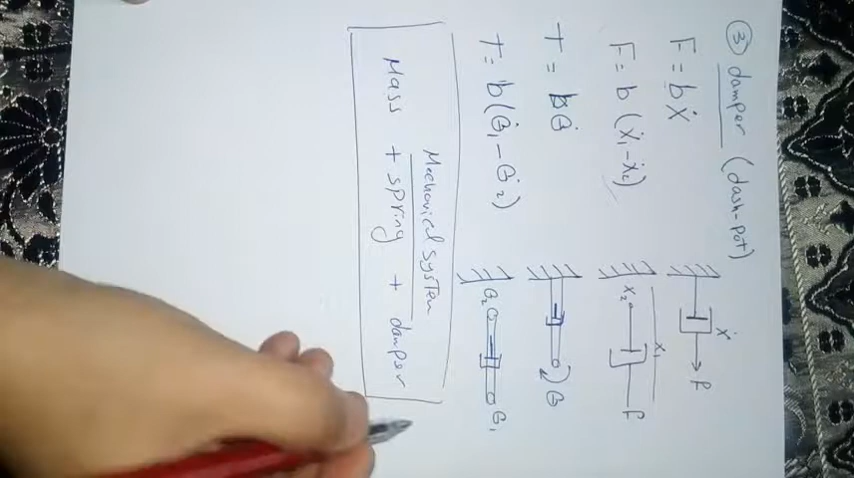 ③ damper (dash-pot)
F = bẋ
ẋ
F
F = b (ẋ₁-ẋ₂)
x₁
x₂
F
T = bθ̇
θ
T = b(θ̇₁ - θ̇₂)
θ₂
θ₁
Mechanical system
Mass + spring + damper